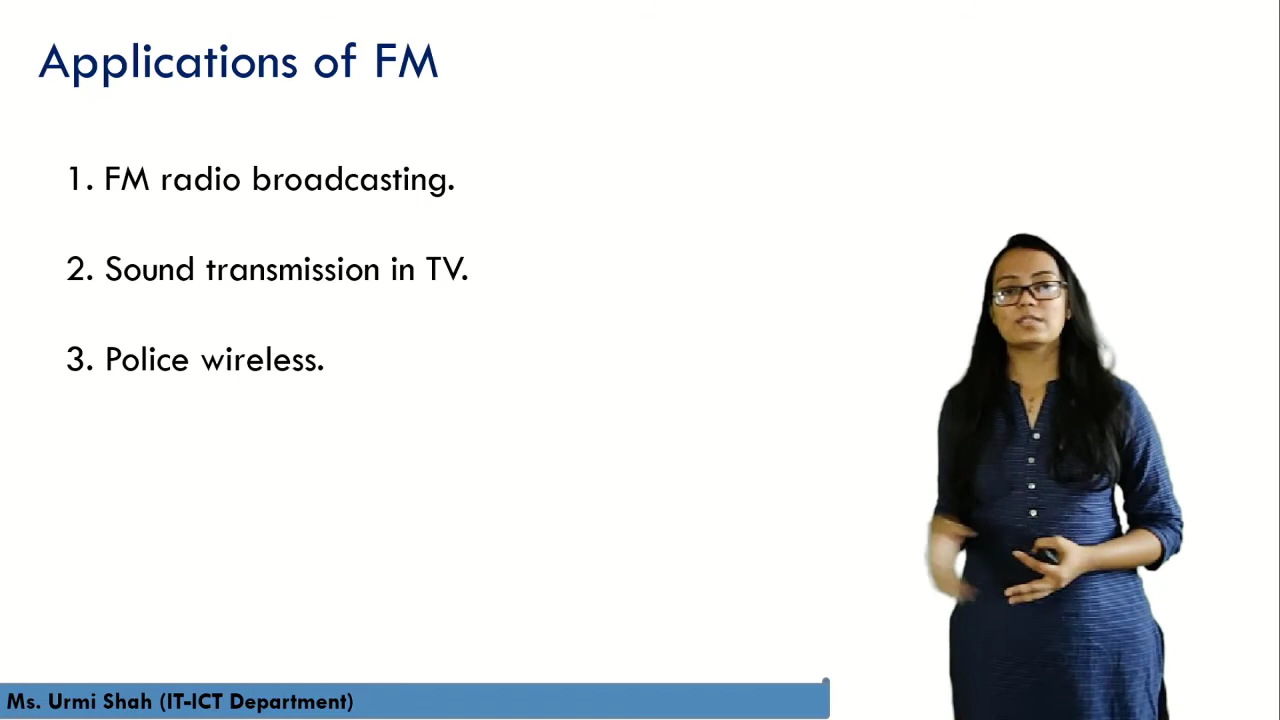 Applications of FM
1. FM radio broadcasting.
2. Sound transmission in TV.
3. Police wireless.
Ms. Urmi Shah (IT-ICT Department)